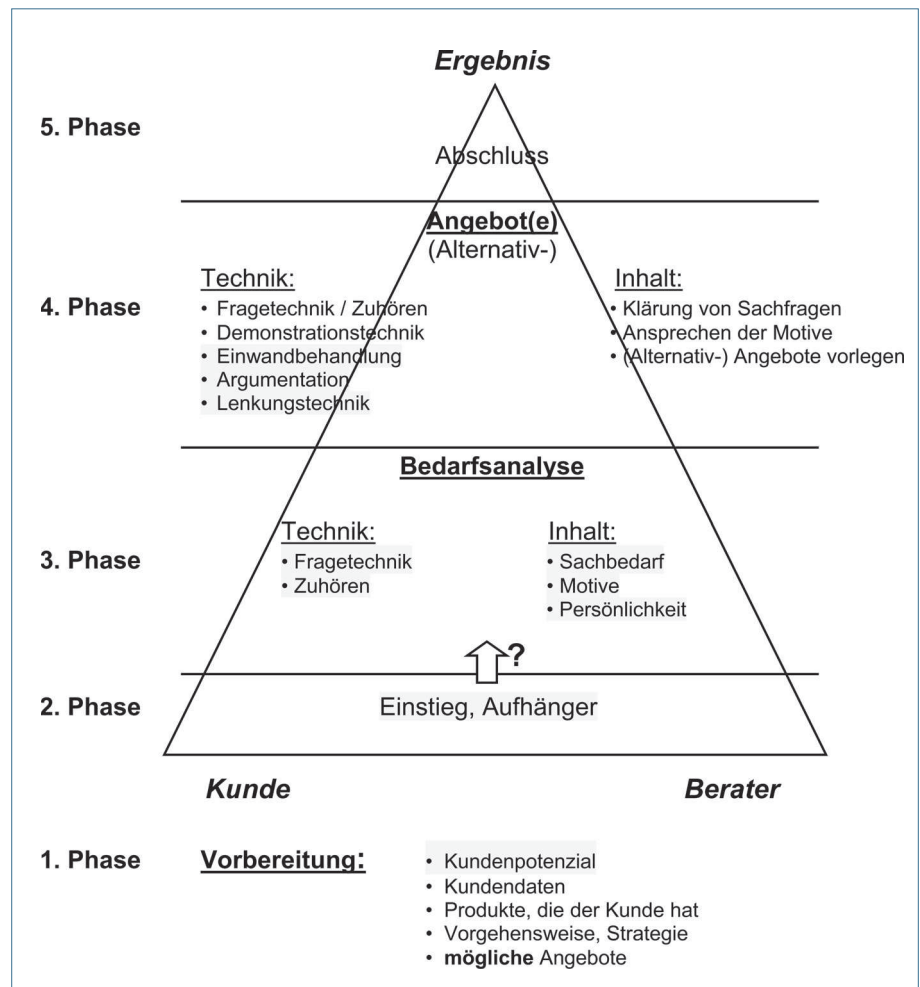 Ergebnis
5. Phase
Abschluss
Angebot(e)
(Alternativ-)
4. Phase
Technik:
• Fragetechnik / Zuhören
• Demonstrationstechnik
• Einwandbehandlung
• Argumentation
• Lenkungstechnik
Inhalt:
• Klärung von Sachfragen
• Ansprechen der Motive
• (Alternativ-) Angebote vorlegen
Bedarfsanalyse
3. Phase
Technik:
• Fragetechnik
• Zuhören
Inhalt:
• Sachbedarf
• Motive
• Persönlichkeit
?
2. Phase
Einstieg, Aufhänger
Kunde
Berater
1. Phase
Vorbereitung:
• Kundenpotenzial
• Kundendaten
• Produkte, die der Kunde hat
• Vorgehensweise, Strategie
• mögliche Angebote